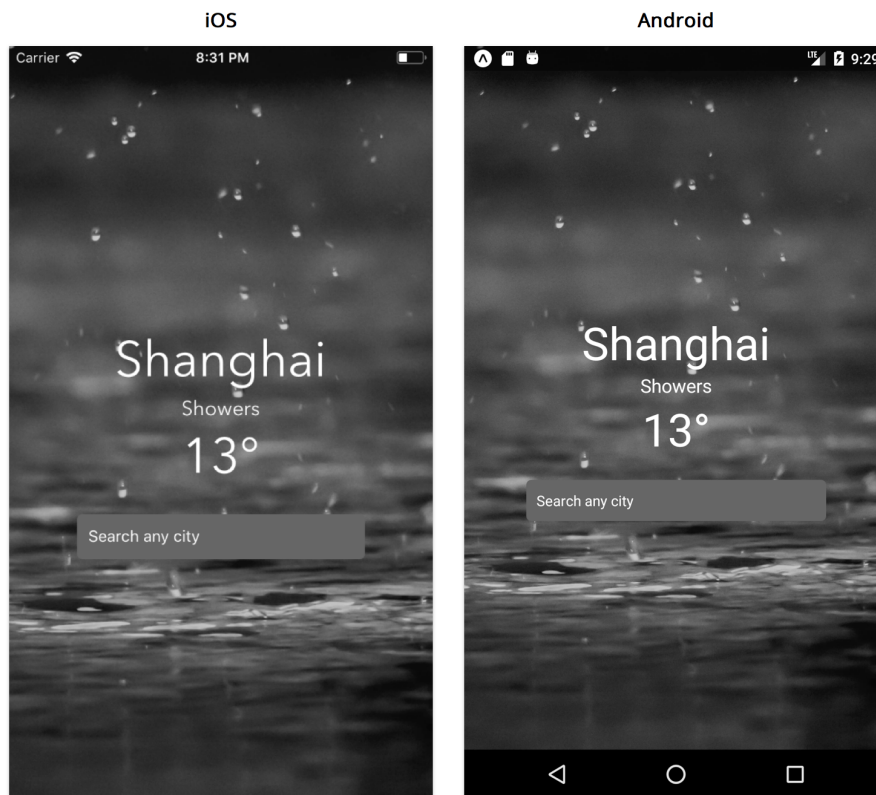 iOS
Carrier
8:31 PM
Shanghai
Showers
13°
Search any city
Android
LTE
9:29
Shanghai
Showers
13°
Search any city